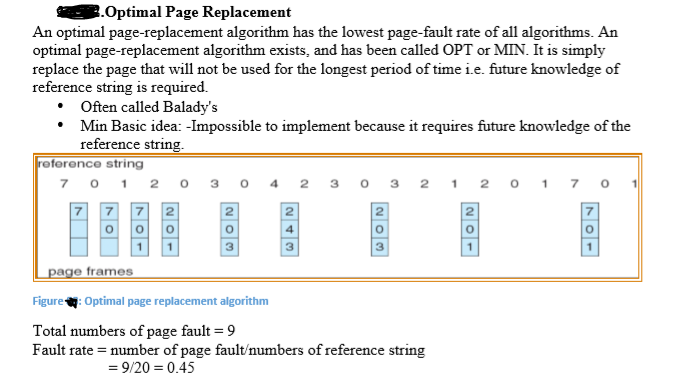 .Optimal Page Replacement
An optimal page-replacement algorithm has the lowest page-fault rate of all algorithms. An
optimal page-replacement algorithm exists, and has been called OPT or MIN. It is simply
replace the page that will not be used for the longest period of time i.e. future knowledge of
reference string is required.
• Often called Balady's
• Min Basic idea: -Impossible to implement because it requires future knowledge of the
reference string.
reference string
7 0 1 2 0 3 0 4 2 3 0 3 2 1 2 0 1 7 0 1
7 7 7 2 2 2 2 2 7
0 0 0 0 4 0 0 0
1 1 3 3 3 1 1
page frames
Figure : Optimal page replacement algorithm
Total numbers of page fault = 9
Fault rate = number of page fault/numbers of reference string
= 9/20 = 0.45